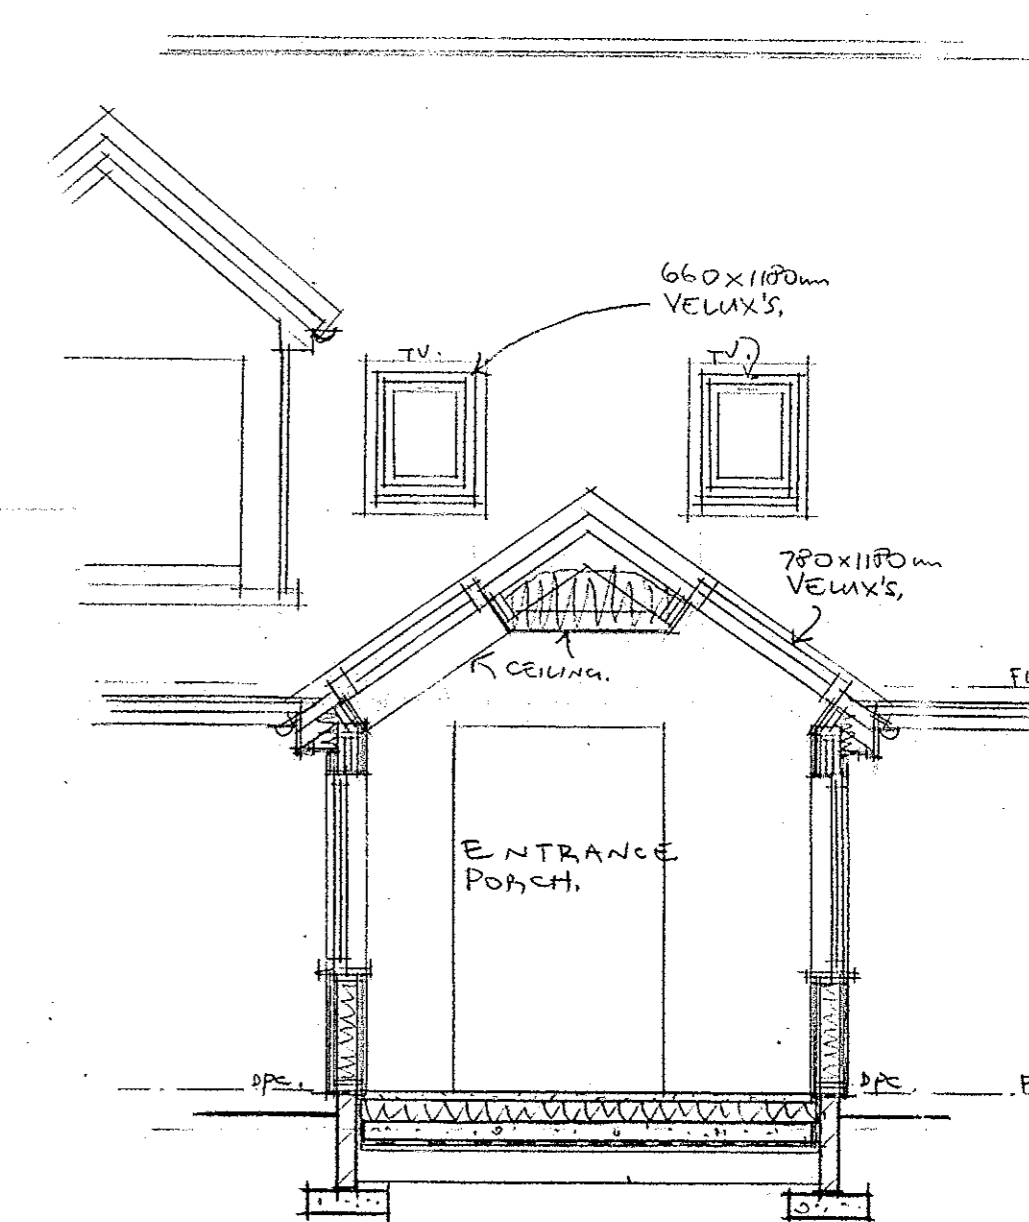 660x1180mm
VELUX'S.
TV.
TV.
780x1180mm
VELUX'S,
CEILING.
ENTRANCE
PORCH.
DPC.
DPC.